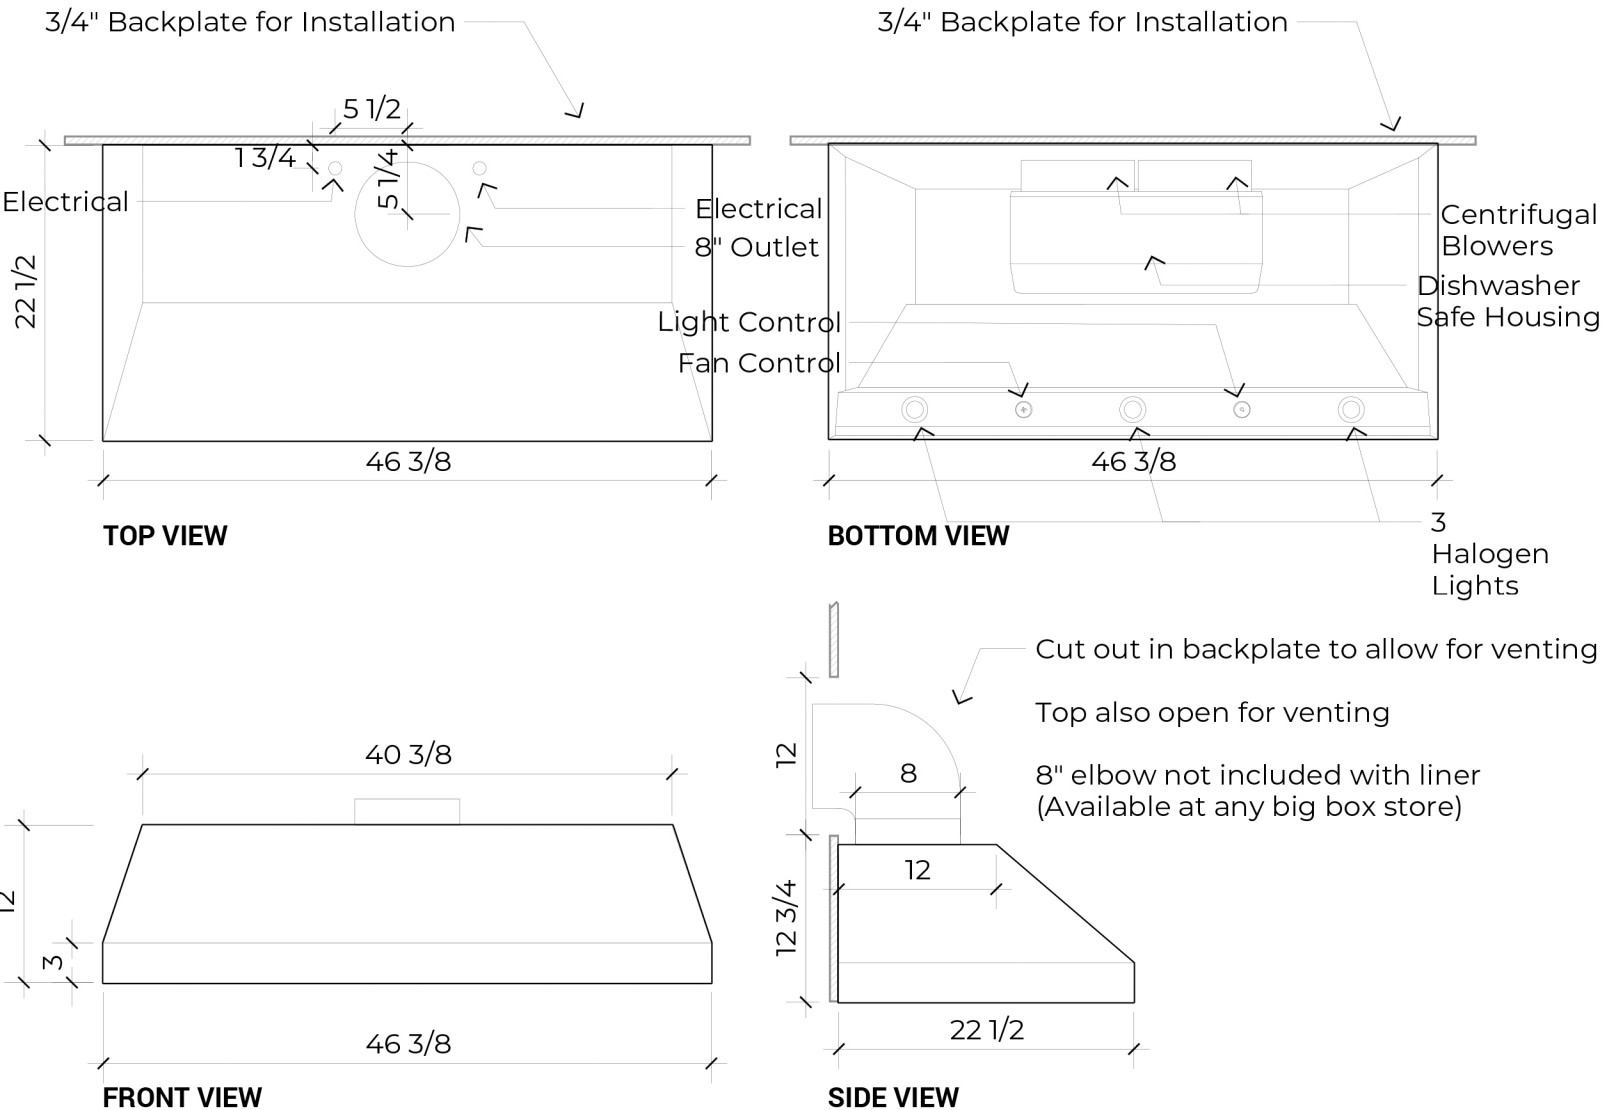 3/4" Backplate for Installation
5 1/2
1 3/4
5 1/4
Electrical
Electrical
8" Outlet
22 1/2
46 3/8
TOP VIEW
3/4" Backplate for Installation
Centrifugal
Blowers
Dishwasher
Safe Housing
Light Control
Fan Control
46 3/8
3
Halogen
Lights
BOTTOM VIEW
40 3/8
12
3
46 3/8
FRONT VIEW
Cut out in backplate to allow for venting
Top also open for venting
8" elbow not included with liner
(Available at any big box store)
12
8
12
12 3/4
22 1/2
SIDE VIEW